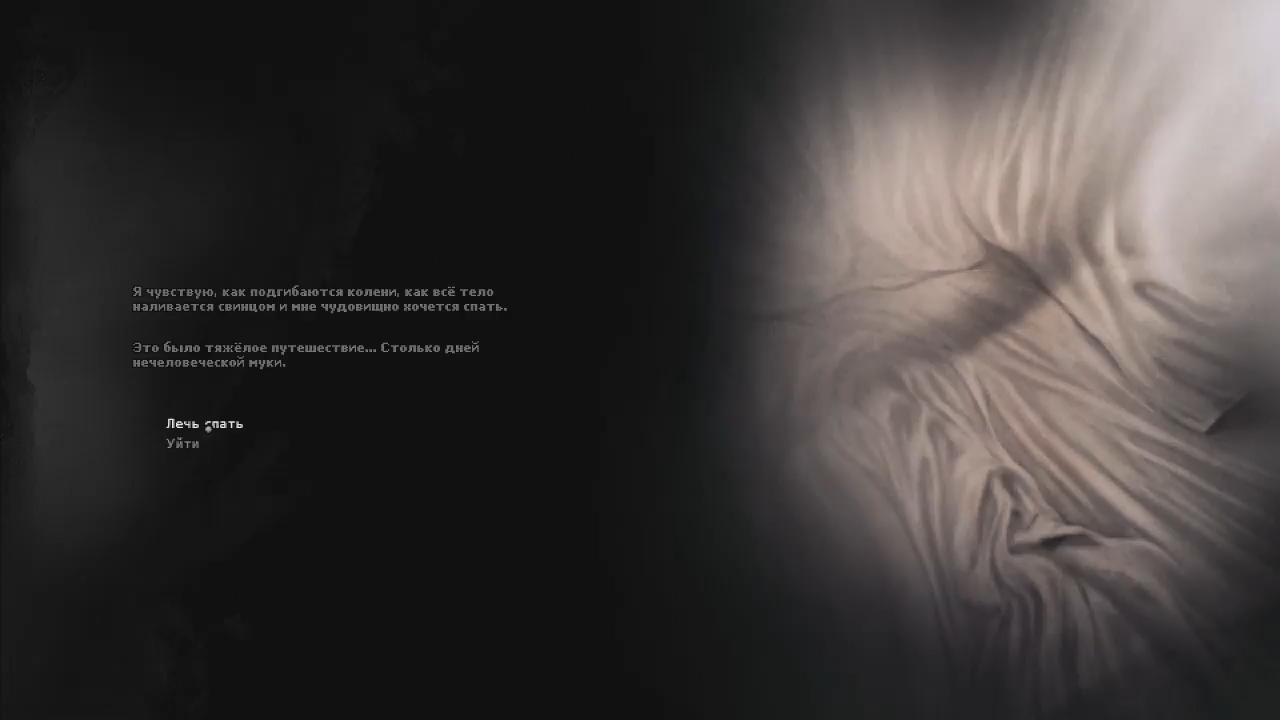 Я чувствую, как подгибаются колени, как всё тело
наливается свинцом и мне чудовищно хочется спать.
Это было тяжёлое путешествие... Столько дней
нечеловеческой муки.
Лечь спать
Уйти